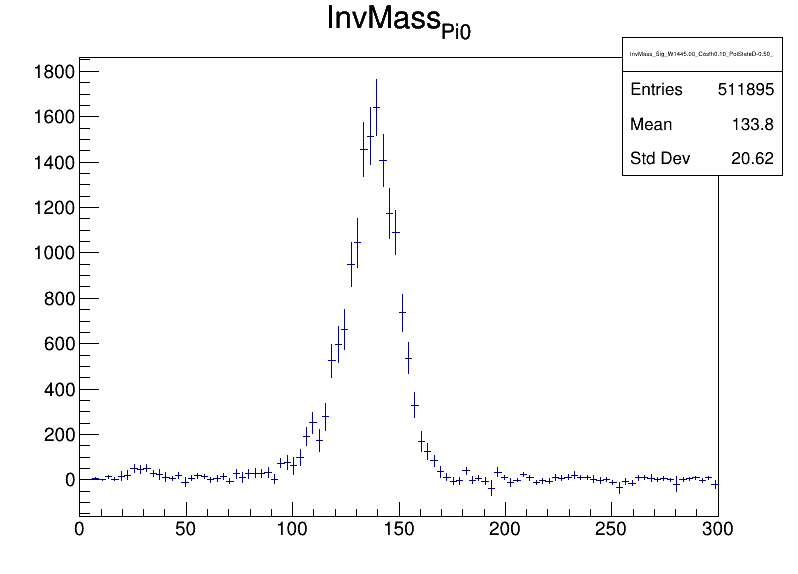 InvMass_Pi0
InvMass_Sig_W1445.00_Costh0.10_PolStateD-0.50_
Entries 511895
Mean 133.8
Std Dev 20.62
1800
1600
1400
1200
1000
800
600
400
200
0
0 50 100 150 200 250 300